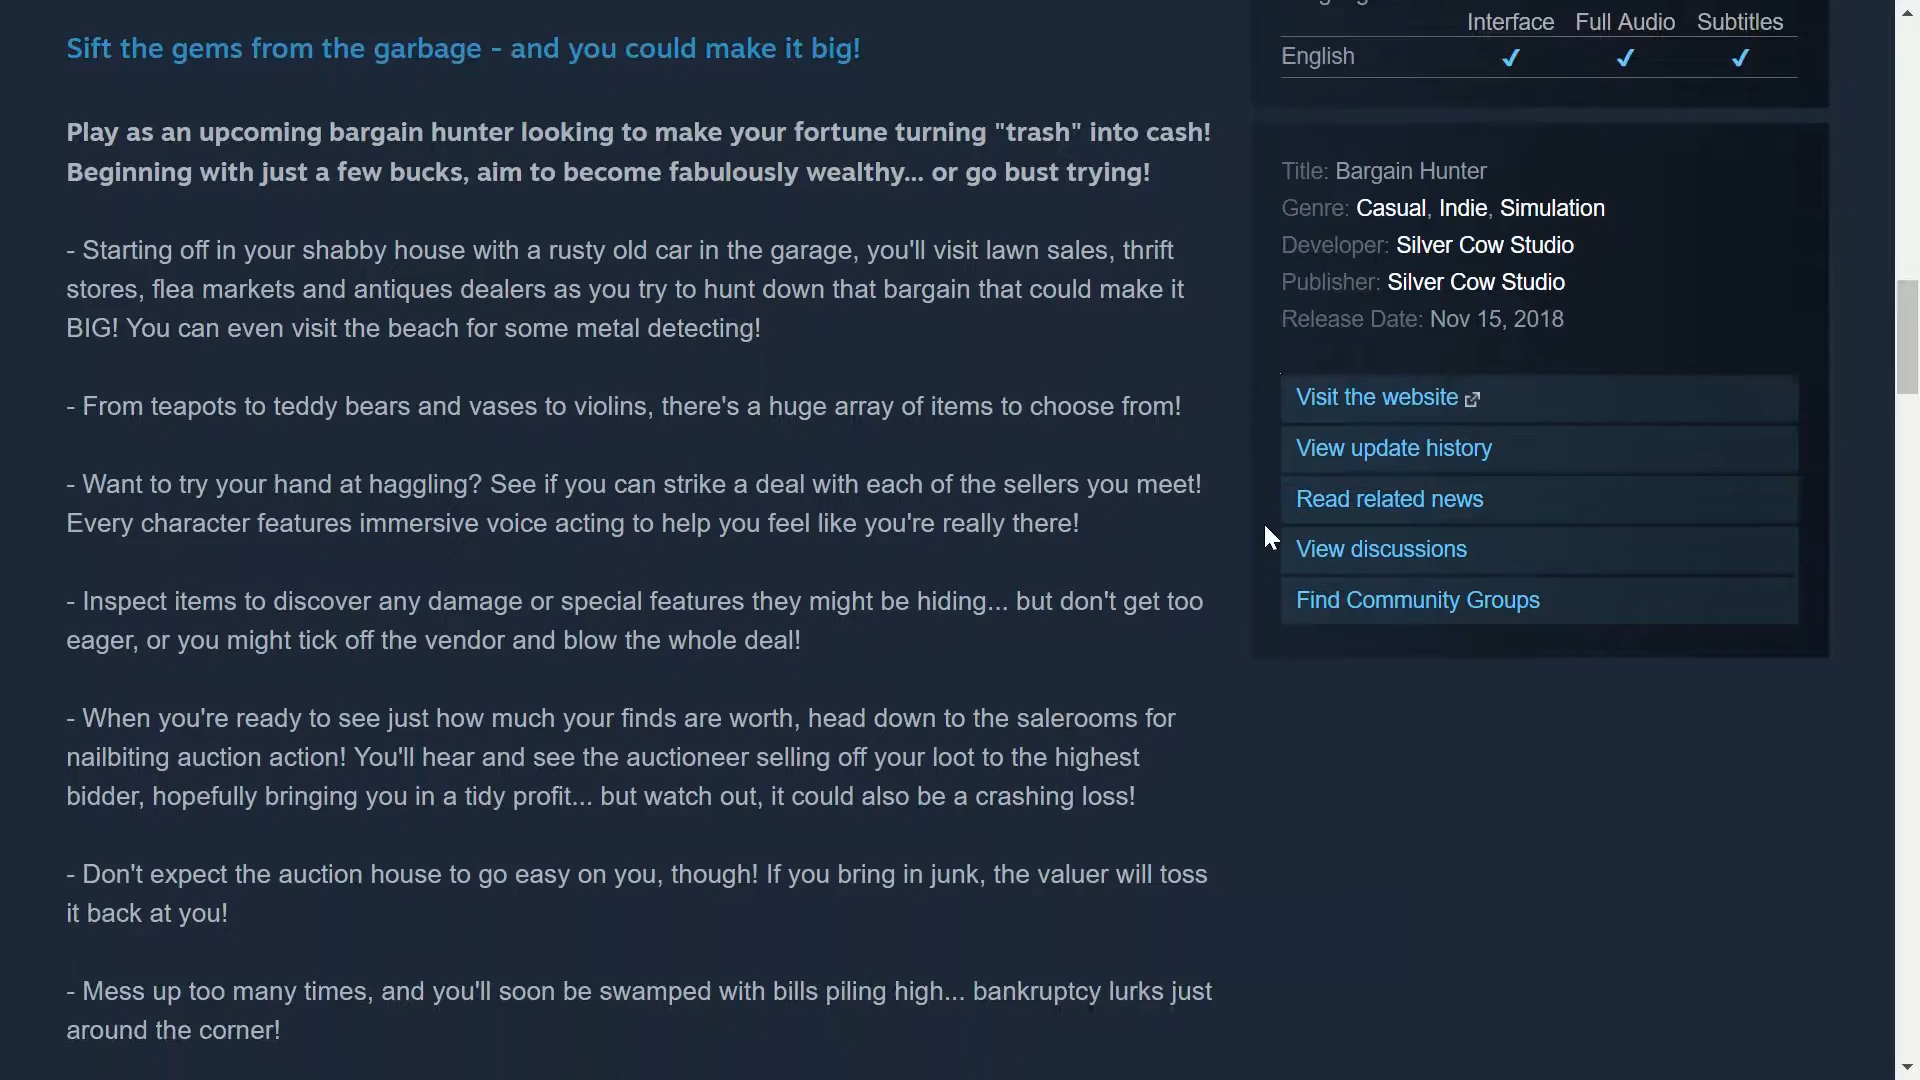 Sift the gems from the garbage - and you could make it big!
Play as an upcoming bargain hunter looking to make your fortune turning "trash" into cash!
Beginning with just a few bucks, aim to become fabulously wealthy... or go bust trying!
- Starting off in your shabby house with a rusty old car in the garage, you'll visit lawn sales, thrift
stores, flea markets and antiques dealers as you try to hunt down that bargain that could make it
BIG! You can even visit the beach for some metal detecting!
- From teapots to teddy bears and vases to violins, there's a huge array of items to choose from!
- Want to try your hand at haggling? See if you can strike a deal with each of the sellers you meet!
Every character features immersive voice acting to help you feel like you're really there!
- Inspect items to discover any damage or special features they might be hiding... but don't get too
eager, or you might tick off the vendor and blow the whole deal!
- When you're ready to see just how much your finds are worth, head down to the salerooms for
nailbiting auction action! You'll hear and see the auctioneer selling off your loot to the highest
bidder, hopefully bringing you in a tidy profit... but watch out, it could also be a crashing loss!
- Don't expect the auction house to go easy on you, though! If you bring in junk, the valuer will toss
it back at you!
- Mess up too many times, and you'll soon be swamped with bills piling high... bankruptcy lurks just
around the corner!
Interface Full Audio Subtitles
English ✔ ✔ ✔
Title: Bargain Hunter
Genre: Casual, Indie, Simulation
Developer: Silver Cow Studio
Publisher: Silver Cow Studio
Release Date: Nov 15, 2018
Visit the website
View update history
Read related news
View discussions
Find Community Groups